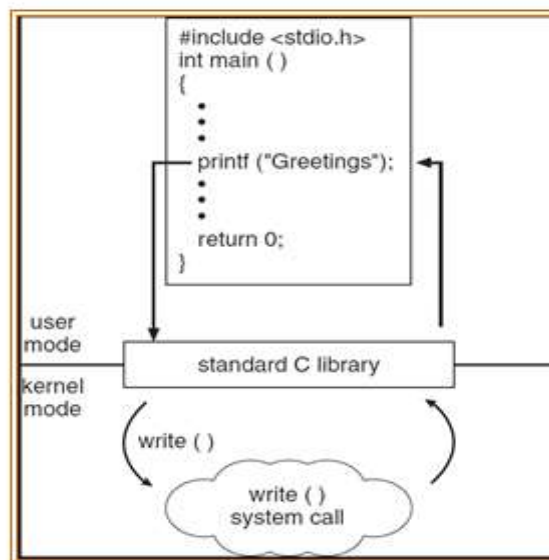 #include <stdio.h>
int main ( )
{
•
•
•
printf ("Greetings");
•
•
•
return 0;
}
user
mode
standard C library
kernel
mode
write ( )
write ( )
system call